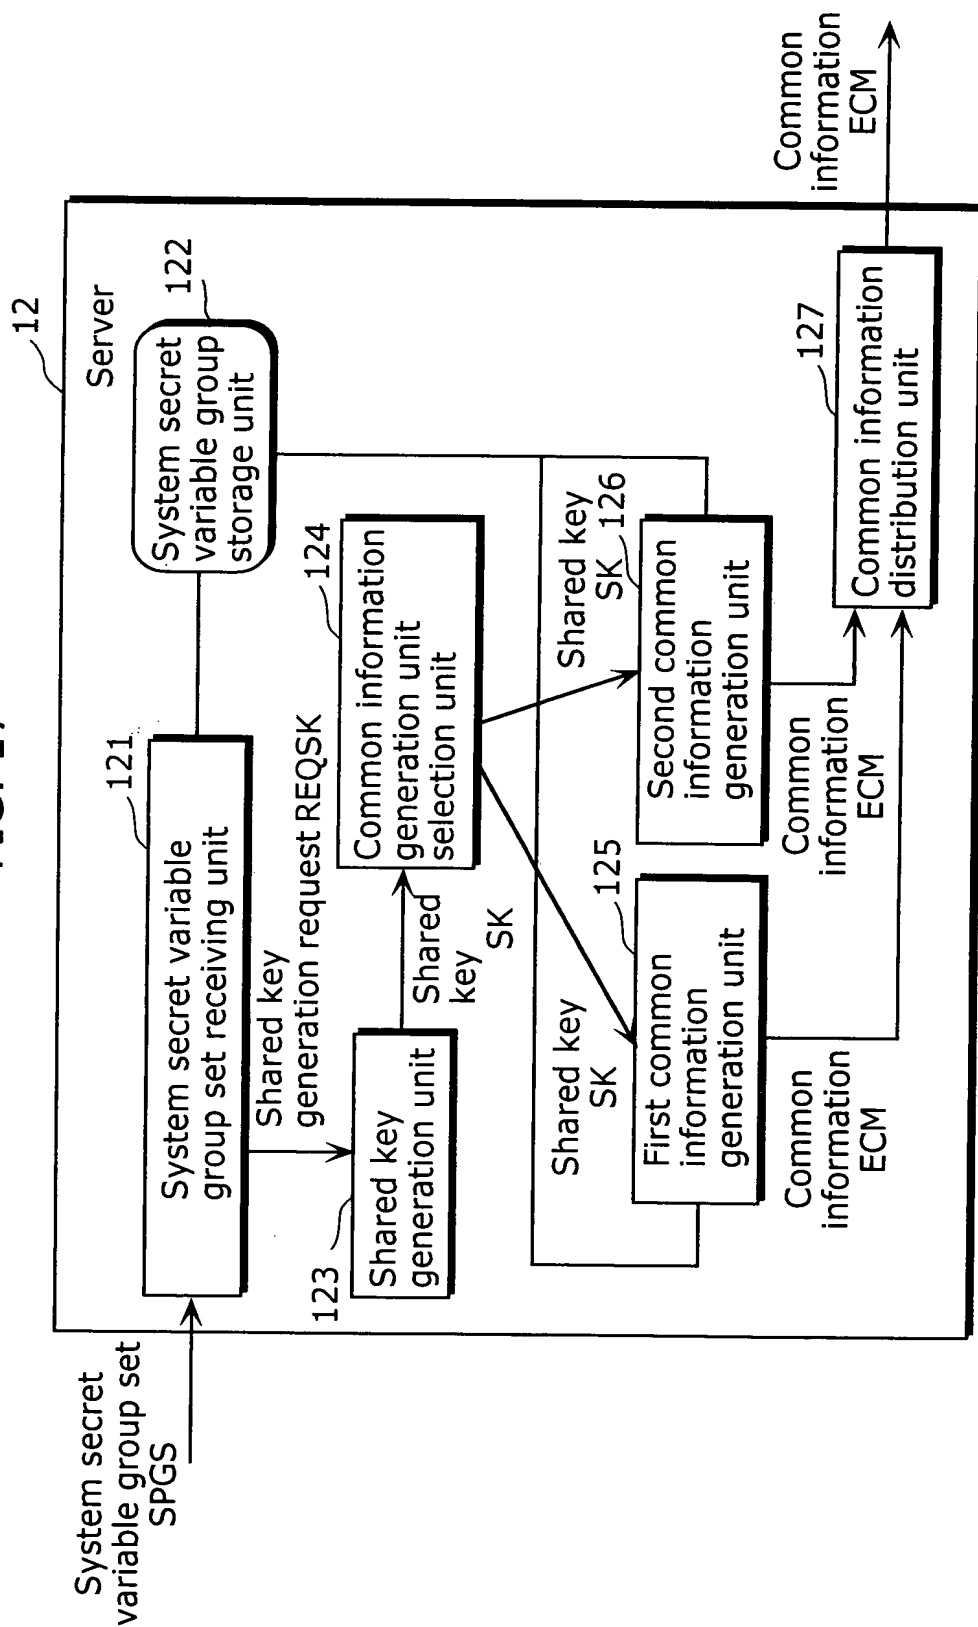 12
Server
System secret
variable group set
SPGS
121
System secret variable
group set receiving unit
System secret
variable group
storage unit
122
Shared key
generation request REQSK
123
Shared key
generation unit
Shared
key
SK
124
Common information
generation unit
selection unit
Shared key
SK
125
First common
information
generation unit
Shared key
SK
126
Second common
information
generation unit
Common
information
ECM
Common
information
ECM
127
Common information
distribution unit
Common
information
ECM